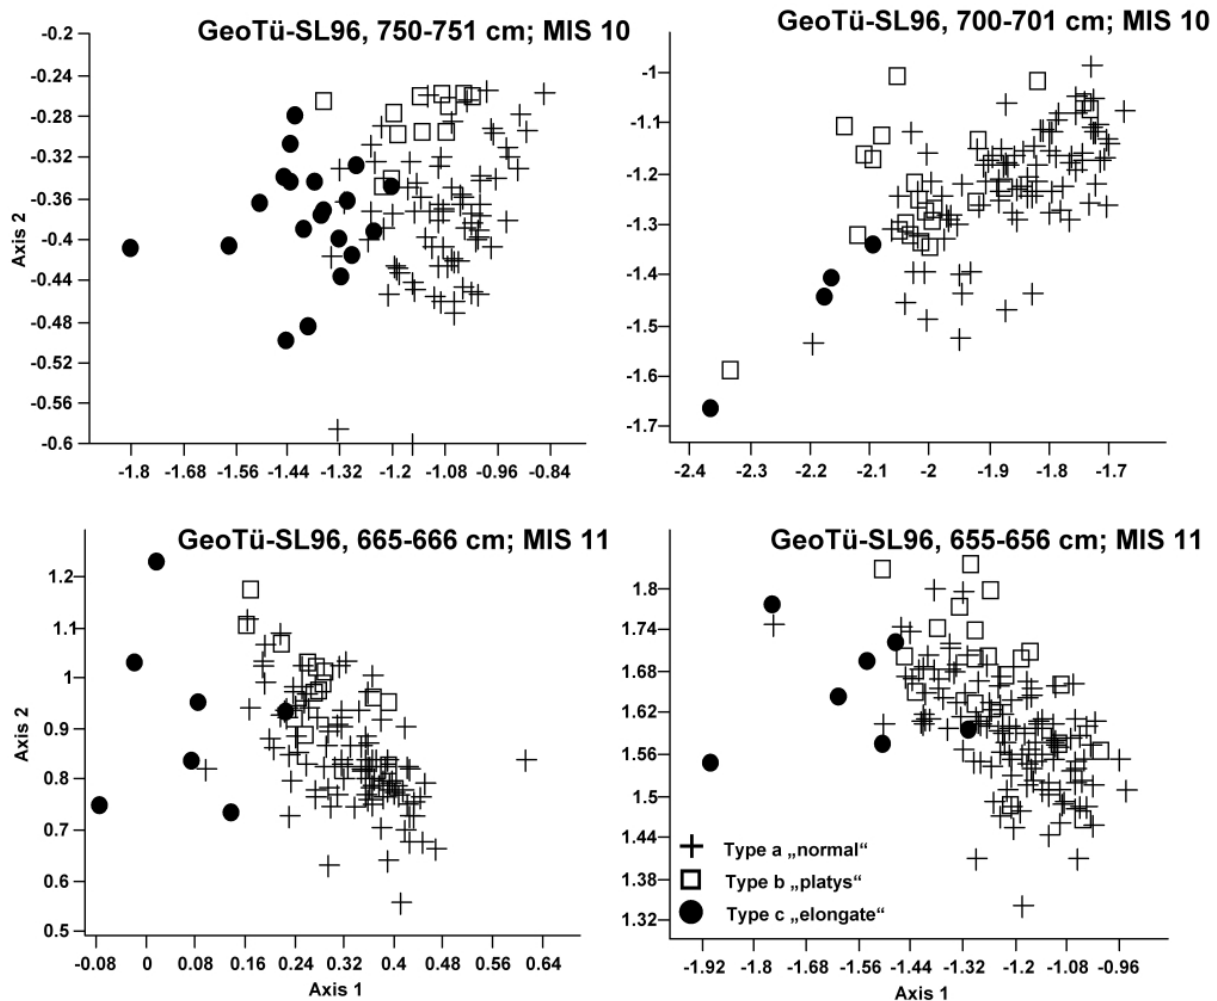 GeoTü-SL96, 750-751 cm; MIS 10
-0.2
-0.24
-0.28
-0.32
-0.36
-0.4
-0.44
-0.48
-0.52
-0.56
-0.6
Axis 2
-1.8 -1.68 -1.56 -1.44 -1.32 -1.2 -1.08 -0.96 -0.84
GeoTü-SL96, 700-701 cm; MIS 10
-1
-1.1
-1.2
-1.3
-1.4
-1.5
-1.6
-1.7
-2.4 -2.3 -2.2 -2.1 -2 -1.9 -1.8 -1.7
GeoTü-SL96, 665-666 cm; MIS 11
1.2
1.1
1
0.9
0.8
0.7
0.6
0.5
Axis 2
-0.08 0 0.08 0.16 0.24 0.32 0.4 0.48 0.56 0.64
Axis 1
GeoTü-SL96, 655-656 cm; MIS 11
1.8
1.74
1.68
1.62
1.56
1.5
1.44
1.38
1.32
Type a „normal“
Type b „platys“
Type c „elongate“
-1.92 -1.8 -1.56 -1.44 -1.32 -1.2 -1.08 -0.96
Axis 1